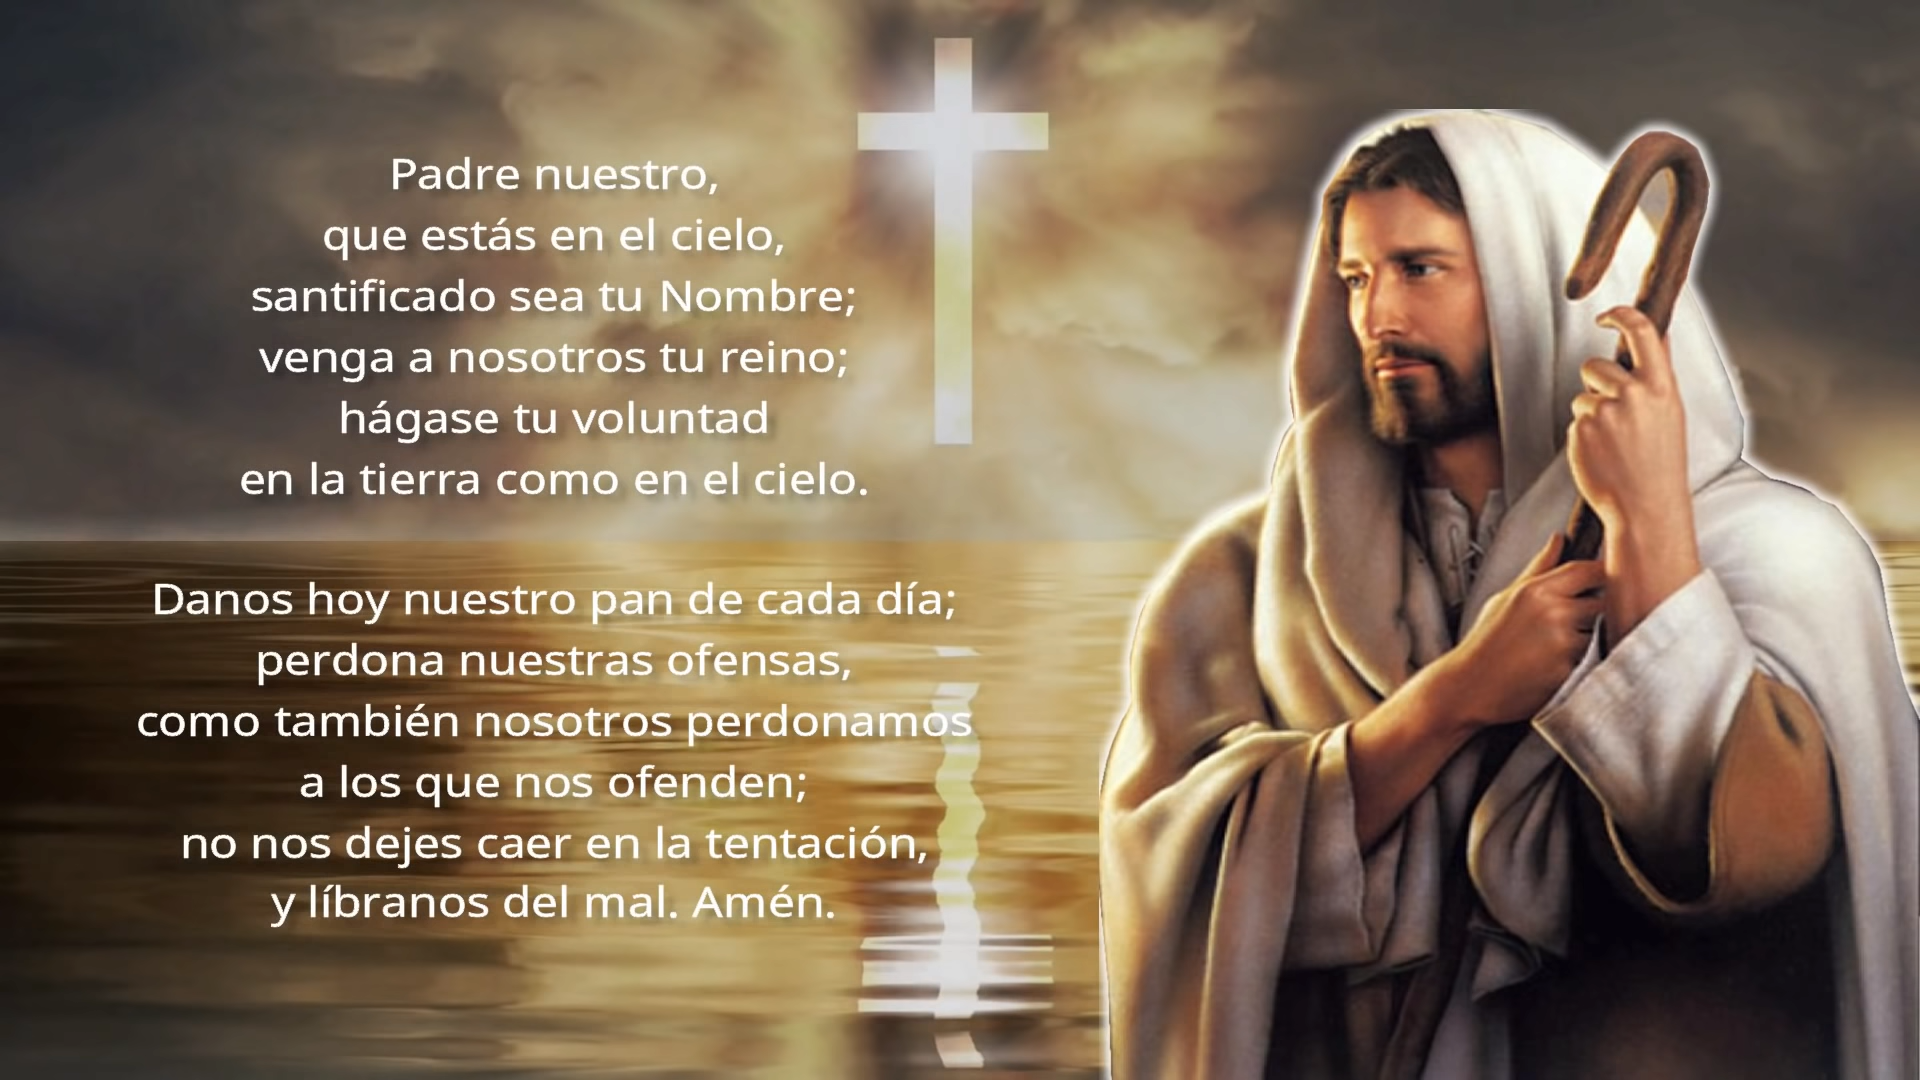 Padre nuestro,
que estás en el cielo,
santificado sea tu Nombre;
venga a nosotros tu reino;
hágase tu voluntad
en la tierra como en el cielo.
Danos hoy nuestro pan de cada día;
perdona nuestras ofensas,
como también nosotros perdonamos
a los que nos ofenden;
no nos dejes caer en la tentación,
y líbranos del mal. Amén.